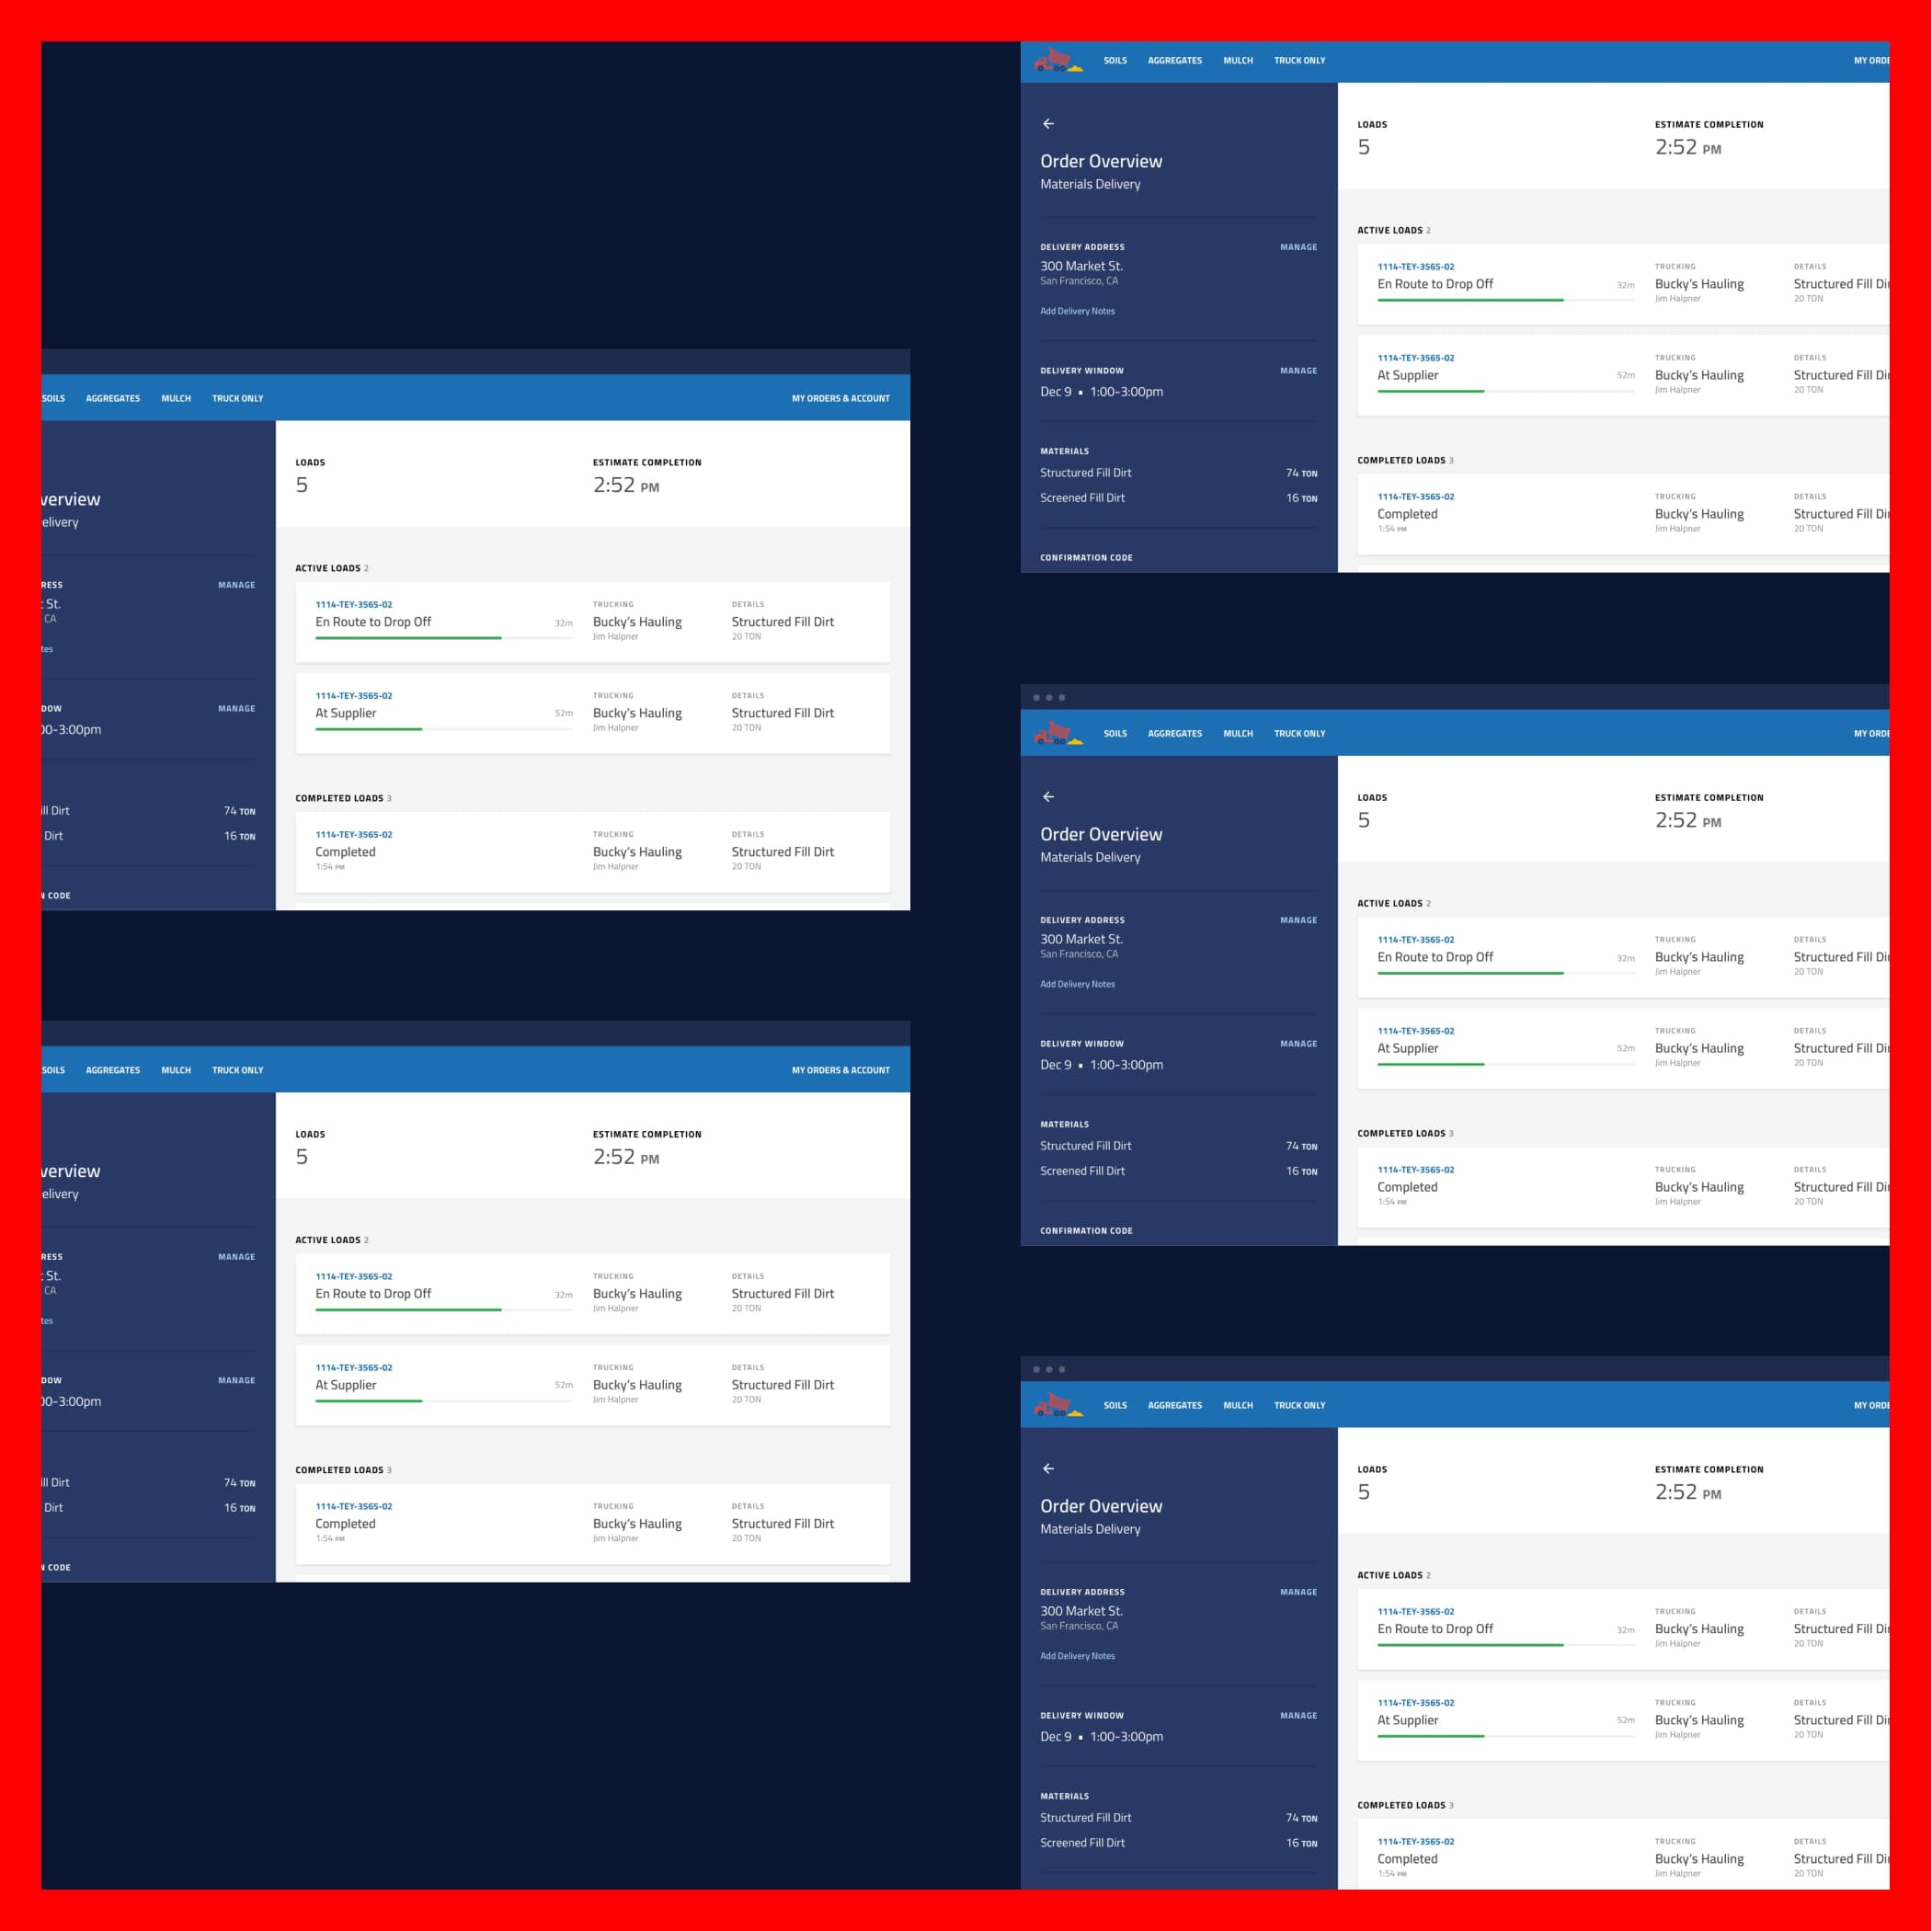 SOILS AGGREGATES MULCH TRUCK ONLY MY ORDERS & ACCOUNT
verview
elivery
RESS MANAGE
St.
CA
tes
DOW MANAGE
00-3:00pm
ill Dirt 74 TON
Dirt 16 TON
CODE
LOADS
5
ESTIMATE COMPLETION
2:52 PM
ACTIVE LOADS 2
1114-TEY-3565-02 TRUCKING DETAILS
En Route to Drop Off 32m Bucky’s Hauling Structured Fill Dirt
Jim Halpner 20 TON
1114-TEY-3565-02 TRUCKING DETAILS
At Supplier 52m Bucky’s Hauling Structured Fill Dirt
Jim Halpner 20 TON
COMPLETED LOADS 3
1114-TEY-3565-02 TRUCKING DETAILS
Completed Bucky’s Hauling Structured Fill Dirt
1:54 PM Jim Halpner 20 TON
SOILS AGGREGATES MULCH TRUCK ONLY MY ORDERS & ACCOUNT
verview
elivery
RESS MANAGE
St.
CA
tes
DOW MANAGE
00-3:00pm
ill Dirt 74 TON
Dirt 16 TON
CODE
LOADS
5
ESTIMATE COMPLETION
2:52 PM
ACTIVE LOADS 2
1114-TEY-3565-02 TRUCKING DETAILS
En Route to Drop Off 32m Bucky’s Hauling Structured Fill Dirt
Jim Halpner 20 TON
1114-TEY-3565-02 TRUCKING DETAILS
At Supplier 52m Bucky’s Hauling Structured Fill Dirt
Jim Halpner 20 TON
COMPLETED LOADS 3
1114-TEY-3565-02 TRUCKING DETAILS
Completed Bucky’s Hauling Structured Fill Dirt
1:54 PM Jim Halpner 20 TON
SOILS AGGREGATES MULCH TRUCK ONLY MY ORDE
Order Overview
Materials Delivery
DELIVERY ADDRESS MANAGE
300 Market St.
San Francisco, CA
Add Delivery Notes
DELIVERY WINDOW MANAGE
Dec 9 ▪ 1:00-3:00pm
MATERIALS
Structured Fill Dirt 74 TON
Screened Fill Dirt 16 TON
CONFIRMATION CODE
LOADS
5
ESTIMATE COMPLETION
2:52 PM
ACTIVE LOADS 2
1114-TEY-3565-02 TRUCKING DETAILS
En Route to Drop Off 32m Bucky’s Hauling Structured Fill Di
Jim Halpner 20 TON
1114-TEY-3565-02 TRUCKING DETAILS
At Supplier 52m Bucky’s Hauling Structured Fill Di
Jim Halpner 20 TON
COMPLETED LOADS 3
1114-TEY-3565-02 TRUCKING DETAILS
Completed Bucky’s Hauling Structured Fill Di
1:54 PM Jim Halpner 20 TON
SOILS AGGREGATES MULCH TRUCK ONLY MY ORDE
Order Overview
Materials Delivery
DELIVERY ADDRESS MANAGE
300 Market St.
San Francisco, CA
Add Delivery Notes
DELIVERY WINDOW MANAGE
Dec 9 ▪ 1:00-3:00pm
MATERIALS
Structured Fill Dirt 74 TON
Screened Fill Dirt 16 TON
CONFIRMATION CODE
LOADS
5
ESTIMATE COMPLETION
2:52 PM
ACTIVE LOADS 2
1114-TEY-3565-02 TRUCKING DETAILS
En Route to Drop Off 32m Bucky’s Hauling Structured Fill Di
Jim Halpner 20 TON
1114-TEY-3565-02 TRUCKING DETAILS
At Supplier 52m Bucky’s Hauling Structured Fill Di
Jim Halpner 20 TON
COMPLETED LOADS 3
1114-TEY-3565-02 TRUCKING DETAILS
Completed Bucky’s Hauling Structured Fill Di
1:54 PM Jim Halpner 20 TON
SOILS AGGREGATES MULCH TRUCK ONLY MY ORDE
Order Overview
Materials Delivery
DELIVERY ADDRESS MANAGE
300 Market St.
San Francisco, CA
Add Delivery Notes
DELIVERY WINDOW MANAGE
Dec 9 ▪ 1:00-3:00pm
MATERIALS
Structured Fill Dirt 74 TON
Screened Fill Dirt 16 TON
LOADS
5
ESTIMATE COMPLETION
2:52 PM
ACTIVE LOADS 2
1114-TEY-3565-02 TRUCKING DETAILS
En Route to Drop Off 32m Bucky’s Hauling Structured Fill Di
Jim Halpner 20 TON
1114-TEY-3565-02 TRUCKING DETAILS
At Supplier 52m Bucky’s Hauling Structured Fill Di
Jim Halpner 20 TON
COMPLETED LOADS 3
1114-TEY-3565-02 TRUCKING DETAILS
Completed Bucky’s Hauling Structured Fill Di
1:54 PM Jim Halpner 20 TON